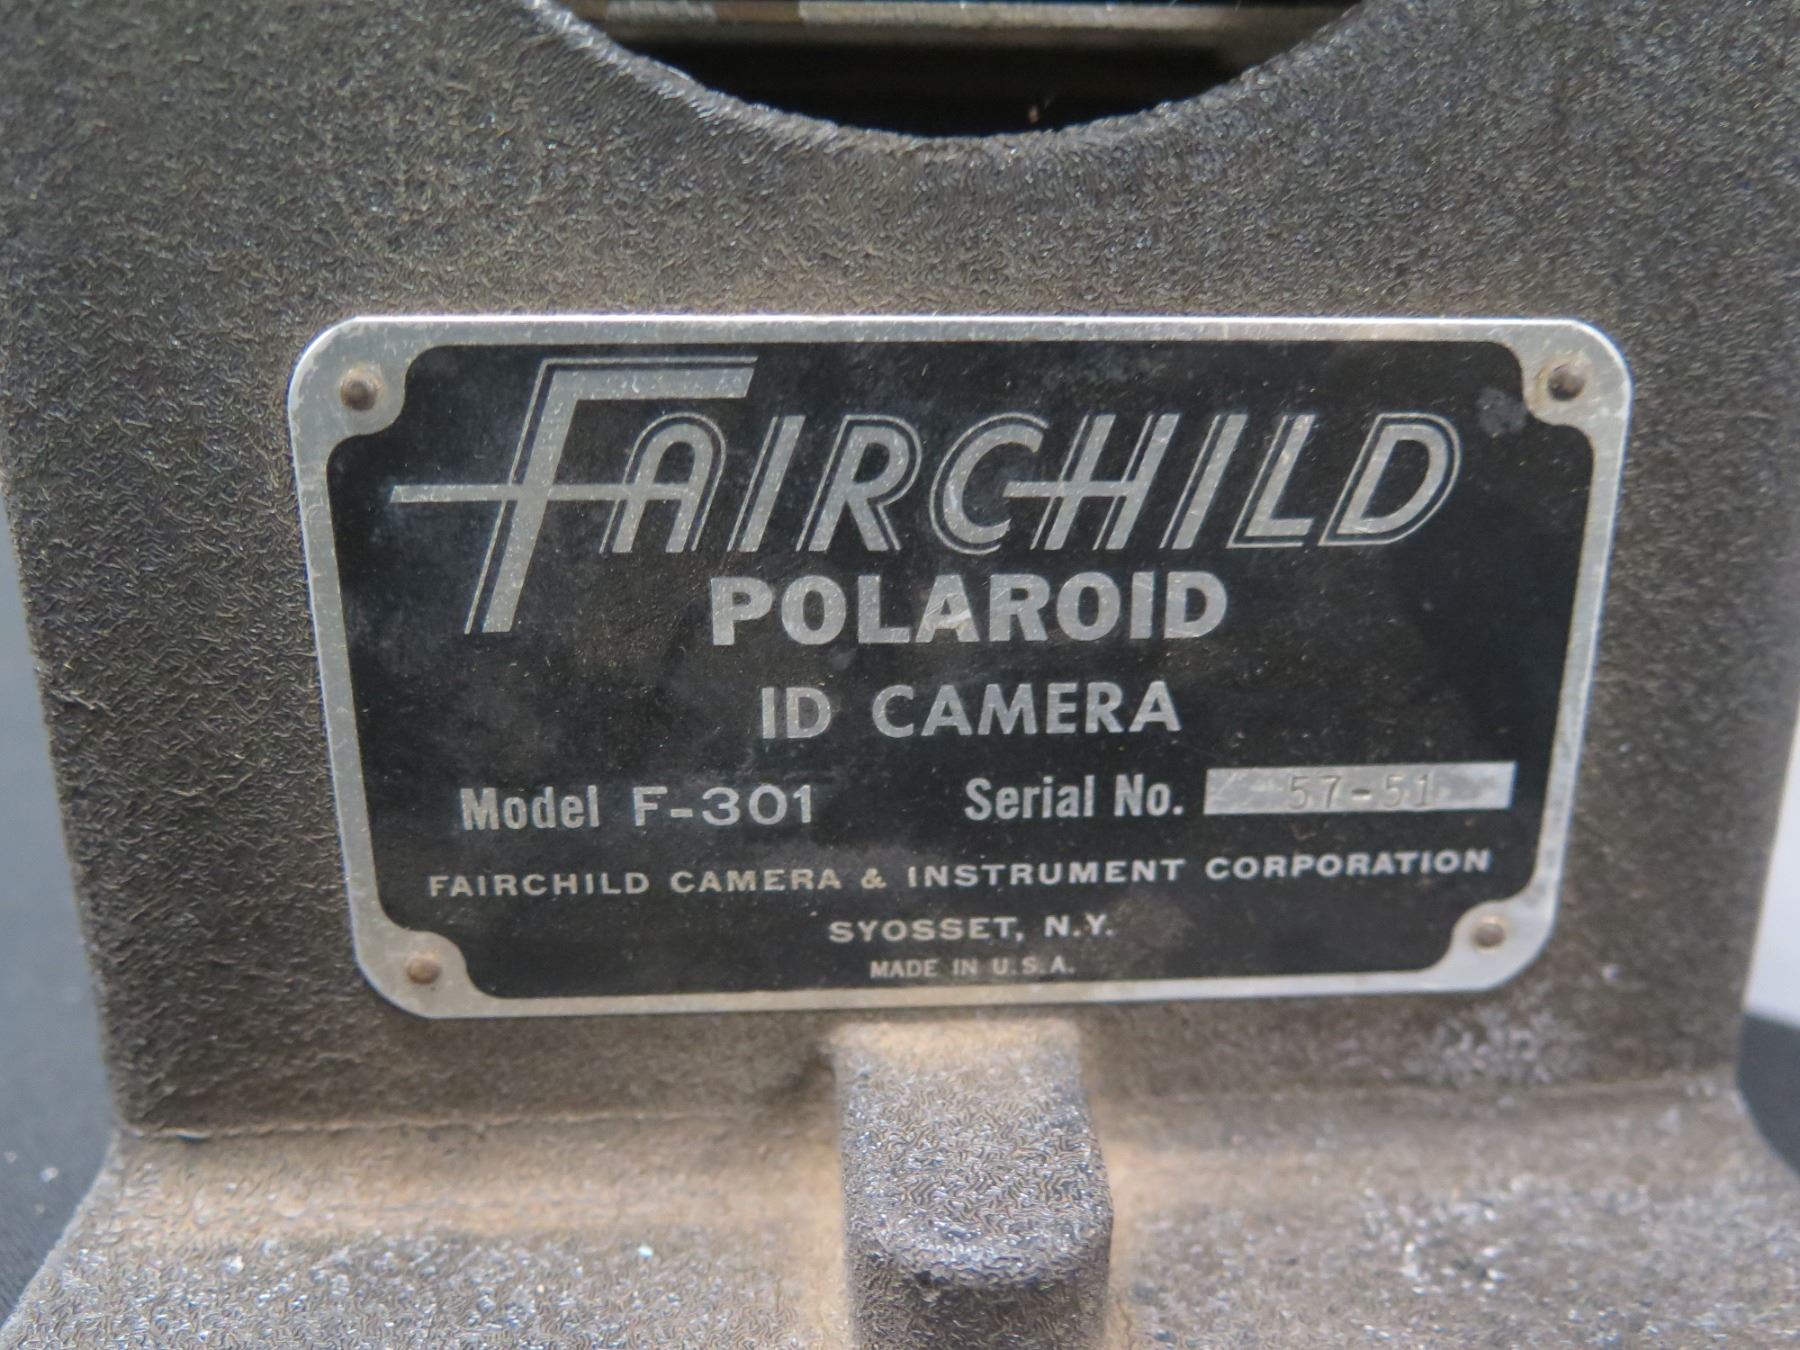 FAIRCHILD
POLAROID
ID CAMERA
Model F-301 Serial No. 57-51
FAIRCHILD CAMERA & INSTRUMENT CORPORATION
SYOSSET, N.Y.
MADE IN U.S.A.